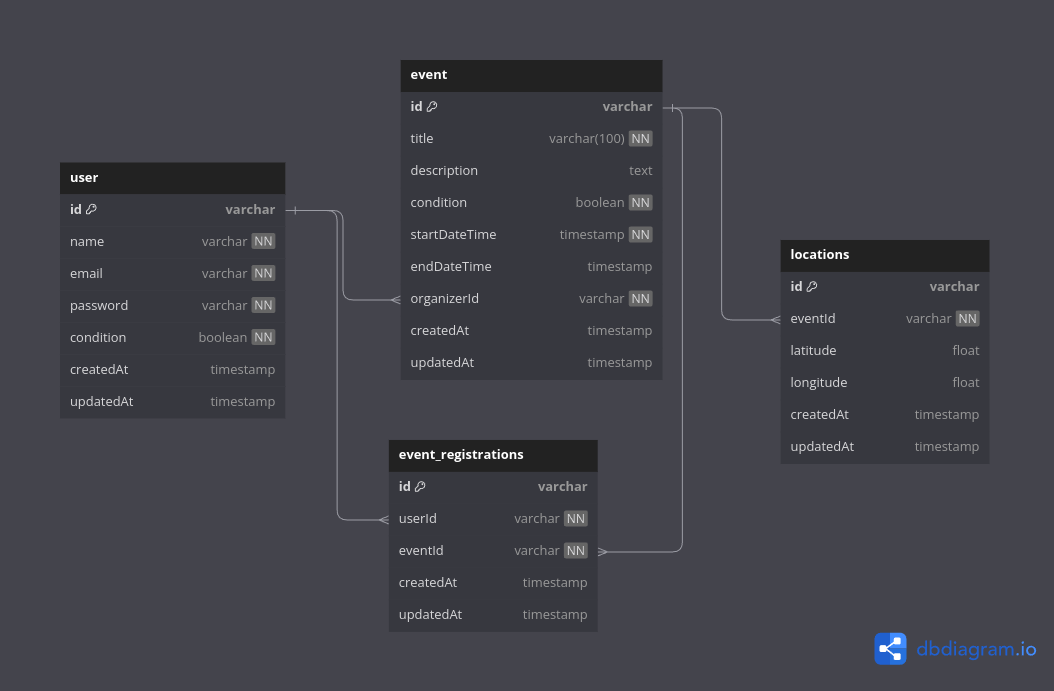 event
id varchar
title varchar(100) NN
description text
condition boolean NN
startDateTime timestamp NN
endDateTime timestamp
organizerId varchar NN
createdAt timestamp
updatedAt timestamp
user
id varchar
name varchar NN
email varchar NN
password varchar NN
condition boolean NN
createdAt timestamp
updatedAt timestamp
locations
id varchar
eventId varchar NN
latitude float
longitude float
createdAt timestamp
updatedAt timestamp
event_registrations
id varchar
userId varchar NN
eventId varchar NN
createdAt timestamp
updatedAt timestamp
dbdiagram.io